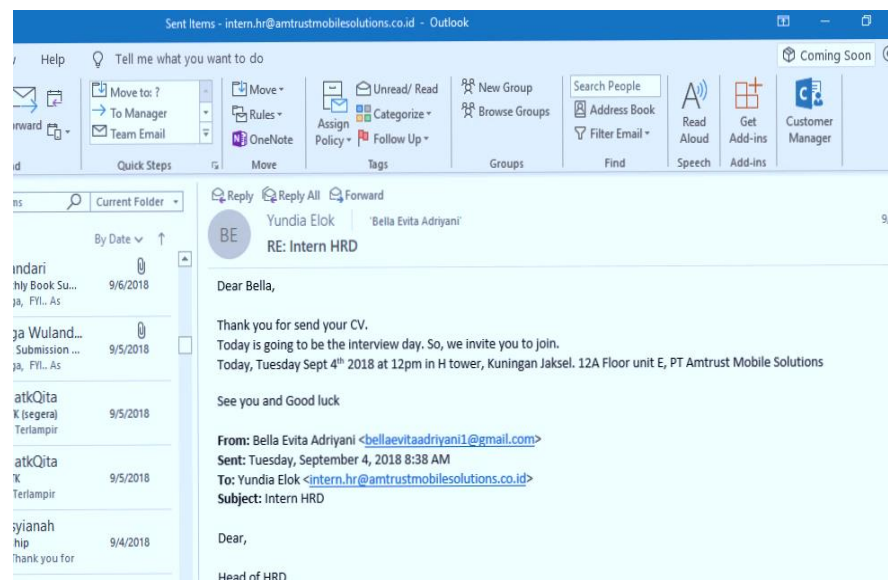 Sent Items - intern.hr@amtrustmobilesolutions.co.id - Outlook
Help
Tell me what you want to do
Coming Soon
Move to: ?
To Manager
Team Email
Quick Steps
Move
Rules
OneNote
Move
Assign Policy
Unread/ Read
Categorize
Follow Up
Tags
New Group
Browse Groups
Groups
Search People
Address Book
Filter Email
Find
Read Aloud
Speech
Get Add-ins
Add-ins
Customer Manager
Current Folder
By Date
9/6/2018
FYI.. As
Submission ...
9/5/2018
FYI.. As
(segera)
9/5/2018
Terlampir
9/5/2018
Terlampir
9/4/2018
Thank you for
Reply
Reply All
Forward
BE
Yundia Elok
'Bella Evita Adriyani'
RE: Intern HRD
Dear Bella,
Thank you for send your CV.
Today is going to be the interview day. So, we invite you to join.
Today, Tuesday Sept 4th 2018 at 12pm in H tower, Kuningan Jaksel. 12A Floor unit E, PT Amtrust Mobile Solutions
See you and Good luck
From: Bella Evita Adriyani <bellaevitaadriyani1@gmail.com>
Sent: Tuesday, September 4, 2018 8:38 AM
To: Yundia Elok <intern.hr@amtrustmobilesolutions.co.id>
Subject: Intern HRD
Dear,
Head of HRD